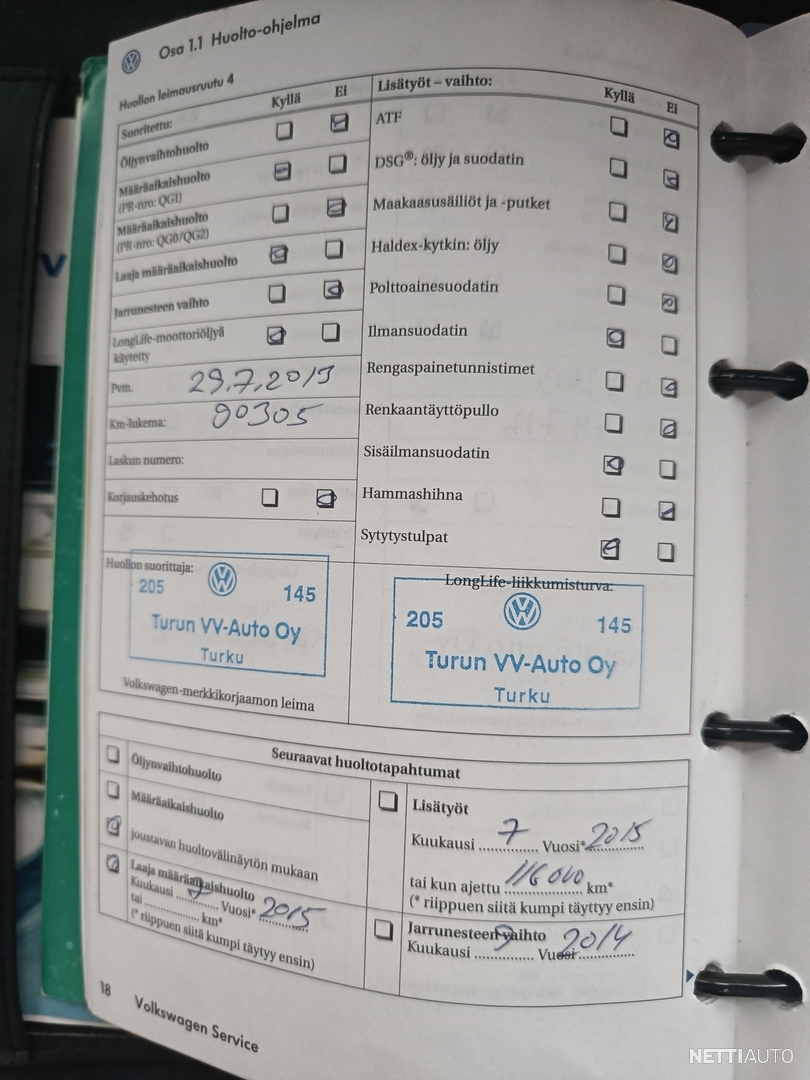 Osa 1.1 Huolto-ohjelma
Huollon leimausruutu 4
Suoritettu: Kyllä Ei
Öljynvaihtohuolto
Määräaikaishuolto
(PR-nro: QG1)
Määräaikaishuolto
(PR-nro: QG0/QG2)
Laaja määräaikaishuolto
Jarrunesteen vaihto
LongLife-moottoriöljyä
käytetty
Pvm. 29.7.2013
Km-lukema: 90305
Laskun numero:
Korjauskehotus
Huollon suorittaja:
205 145
Turun VV-Auto Oy
Turku
Volkswagen-merkkikorjaamon leima
Lisätyöt – vaihto: Kyllä Ei
ATF
DSG®: öljy ja suodatin
Maakaasusäiliöt ja -putket
Haldex-kytkin: öljy
Polttoainesuodatin
Ilmansuodatin
Rengaspainetunnistimet
Renkaantäyttöpullo
Sisäilmansuodatin
Hammashihna
Sytytystulpat
LongLife-liikkumisturva:
205 145
Turun VV-Auto Oy
Turku
Seuraavat huoltotapahtumat
Öljynvaihtohuolto
Määräaikaishuolto
joustavan huoltovälinäytön mukaan
Laaja määräaikaishuolto
Kuukausi 7 Vuosi* 2015
tai ............... km*
(* riippuen siitä kumpi täytyy ensin)
Lisätyöt
Kuukausi 7 Vuosi* 2015
tai kun ajettu 116000 km*
(* riippuen siitä kumpi täyttyy ensin)
Jarrunesteen vaihto
Kuukausi 9 Vuosi 2014
18 Volkswagen Service
NETTIAUTO